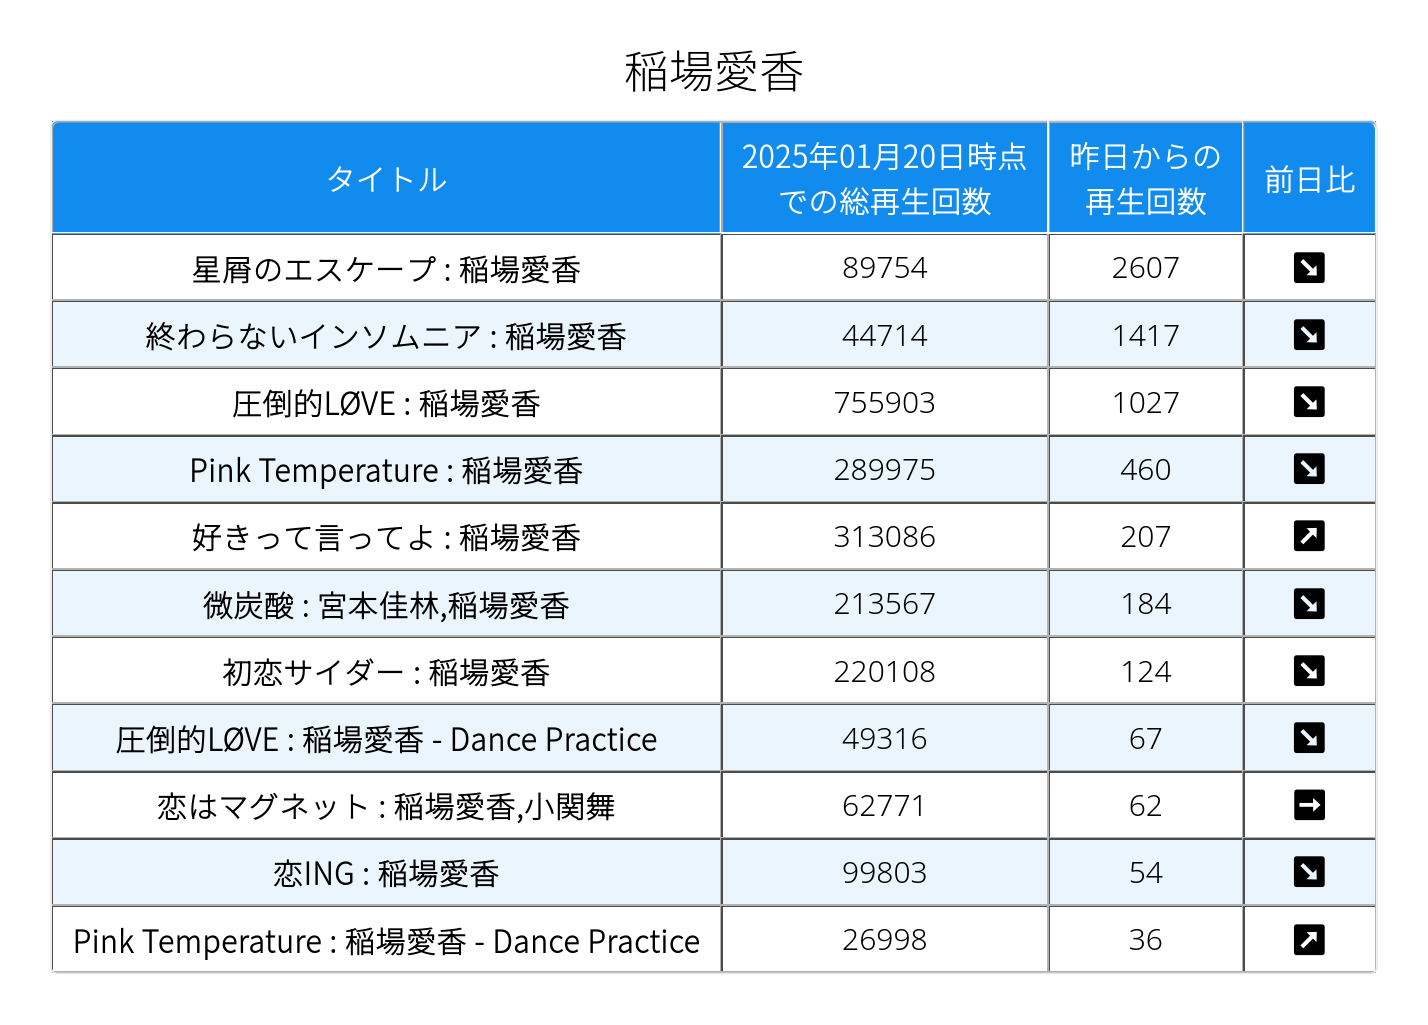 稲場愛香
タイトル
2025年01月20日時点
での総再生回数
昨日からの
再生回数
前日比
星屑のエスケープ : 稲場愛香 89754 2607 ↘
終わらないインソムニア : 稲場愛香 44714 1417 ↘
圧倒的LØVE : 稲場愛香 755903 1027 ↘
Pink Temperature : 稲場愛香 289975 460 ↘
好きって言ってよ : 稲場愛香 313086 207 ↗
微炭酸 : 宮本佳林,稲場愛香 213567 184 ↘
初恋サイダー : 稲場愛香 220108 124 ↘
圧倒的LØVE : 稲場愛香 - Dance Practice 49316 67 ↘
恋はマグネット : 稲場愛香,小関舞 62771 62 →
恋ING : 稲場愛香 99803 54 ↘
Pink Temperature : 稲場愛香 - Dance Practice 26998 36 ↗